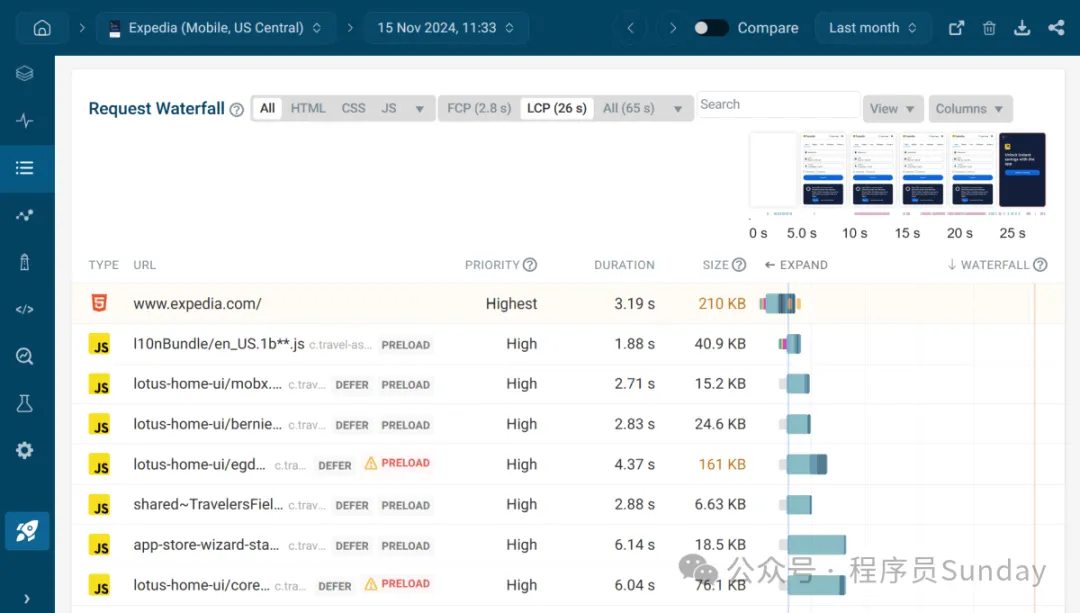 Expedia (Mobile, US Central) 15 Nov 2024, 11:33 Compare Last month
Request Waterfall All HTML CSS JS FCP (2.8 s) LCP (26 s) All (65 s) Search View Columns
0 s 5.0 s 10 s 15 s 20 s 25 s
TYPE URL PRIORITY DURATION SIZE ← EXPAND ↓ WATERFALL
www.expedia.com/ Highest 3.19 s 210 KB
JS l10nBundle/en_US.1b**.js c.travel-as... PRELOAD High 1.88 s 40.9 KB
JS lotus-home-ui/mobx.... c.trav... DEFER PRELOAD High 2.71 s 15.2 KB
JS lotus-home-ui/bernie... c.trav... DEFER PRELOAD High 2.83 s 24.6 KB
JS lotus-home-ui/egd... c.tra... DEFER PRELOAD High 4.37 s 161 KB
JS shared~TravelersFiel... c.trav... DEFER PRELOAD High 2.88 s 6.63 KB
JS app-store-wizard-sta... c.trav... DEFER PRELOAD High 6.14 s 18.5 KB
JS lotus-home-ui/core... c.tra... DEFER PRELOAD High 6.04 s 76.1 KB
公众号 · 程序员Sunday